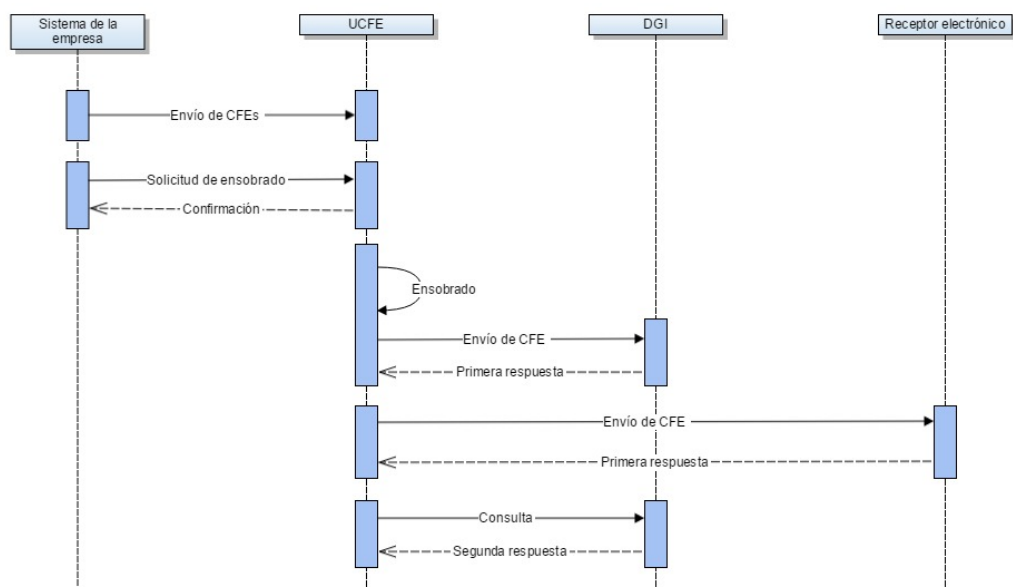 Sistema de la
empresa
UCFE
DGI
Receptor electrónico
Envío de CFEs
Solicitud de ensobrado
Confirmación
Ensobrado
Envío de CFE
Primera respuesta
Envío de CFE
Primera respuesta
Consulta
Segunda respuesta